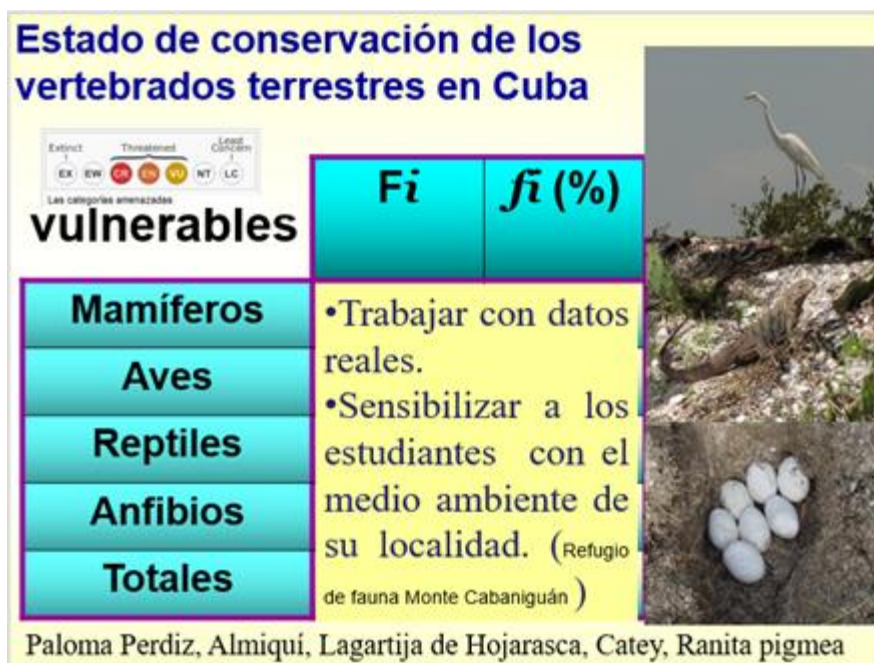 Estado de conservación de los
vertebrados terrestres en Cuba
Extinct Threatened Least
Concern
EX EW CR EN VU NT LC
Las categorías amenazadas
vulnerables
Fi fi (%)
Mamíferos
Aves
Reptiles
Anfibios
Totales
•Trabajar con datos
reales.
•Sensibilizar a los
estudiantes con el
medio ambiente de
su localidad. (Refugio
de fauna Monte Cabaniguán )
Paloma Perdiz, Almiquí, Lagartija de Hojarasca, Catey, Ranita pigmea